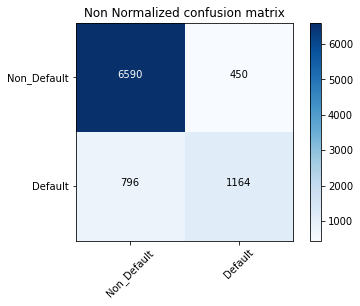 Non Normalized confusion matrix
Non_Default
6590
450
Default
796
1164
Non_Default
Default
6000
5000
4000
3000
2000
1000